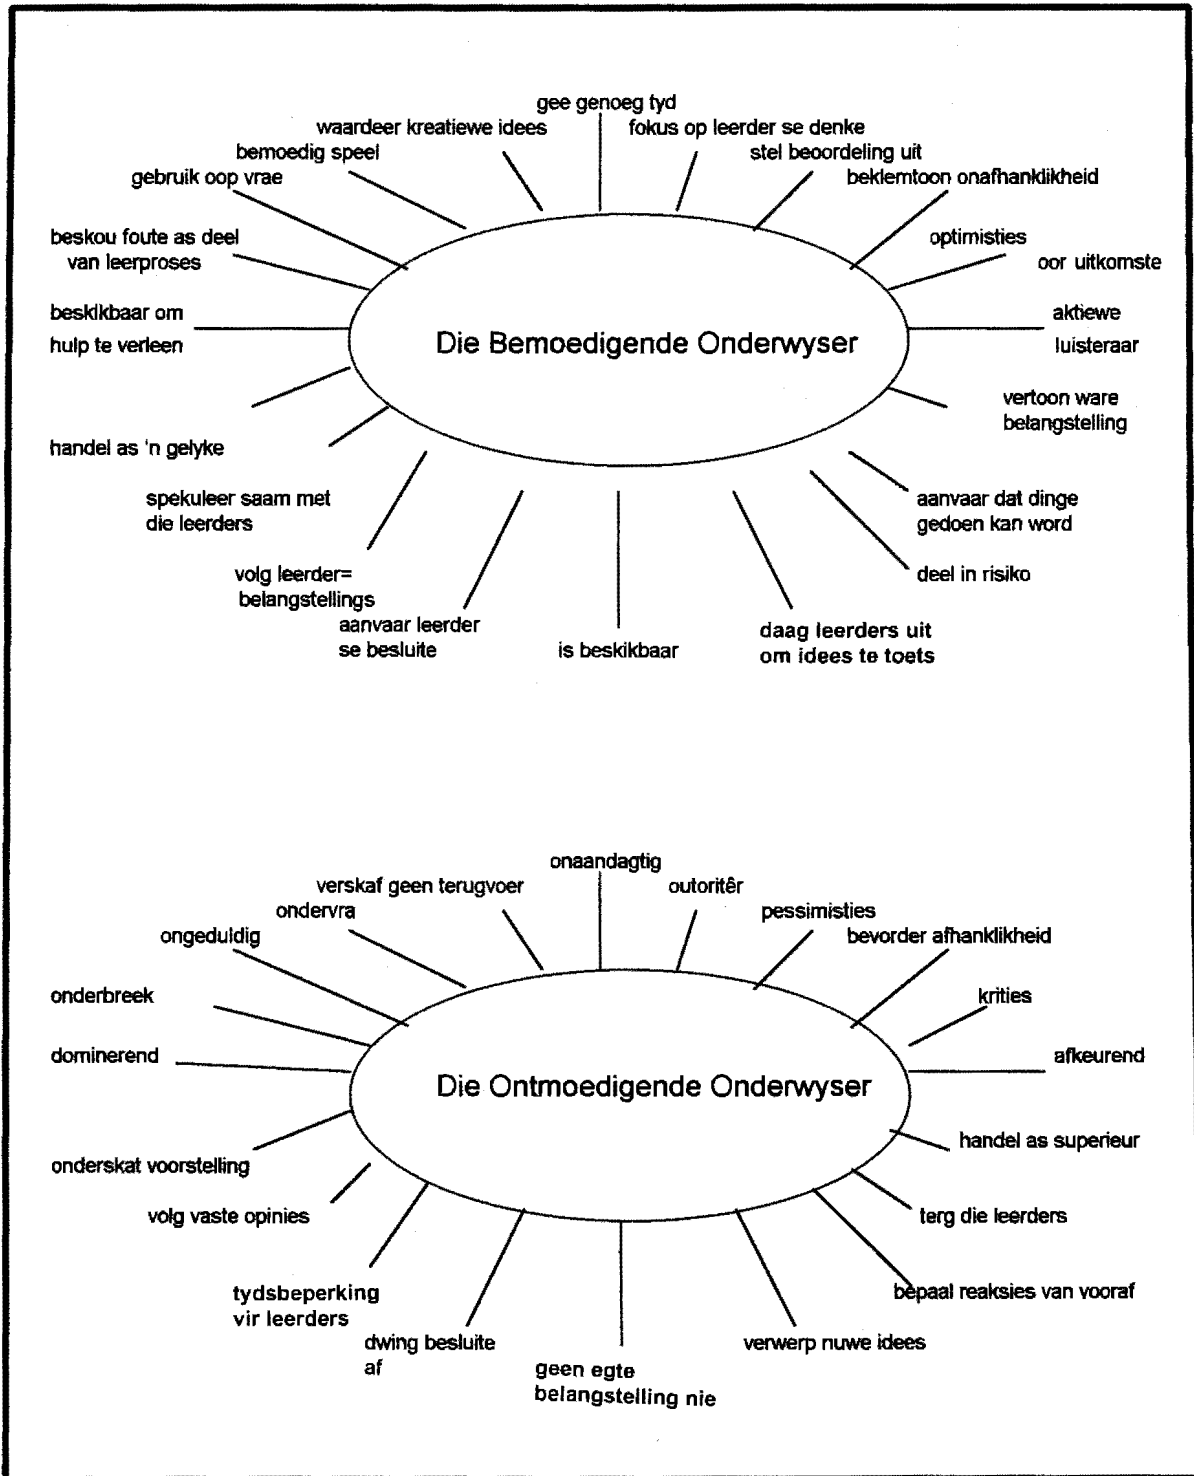 gee genoeg tyd
waardeer kreatiewe idees
fokus op leerder se denke
bemoedig speel
stel beoordeling uit
gebruik oop vrae
beklemtoon onafhanklikheid
beskou foute as deel
van leerproses
optimisties
oor uitkomste
beskikbaar om
hulp te verleen
aktiewe
luisteraar
Die Bemoedigende Onderwyser
vertoon ware
belangstelling
handel as 'n gelyke
spekuleer saam met
die leerders
aanvaar dat dinge
gedoen kan word
volg leerder=
belangstellings
deel in risiko
aanvaar leerder
se besluite
is beskikbaar
daag leerders uit
om idees te toets
onaandagtig
verskaf geen terugvoer
outoritêr
ondervra
pessimisties
ongeduldig
bevorder afhanklikheid
onderbreek
krities
dominerend
afkeurend
Die Ontmoedigende Onderwyser
handel as superieur
onderskat voorstelling
volg vaste opinies
terg die leerders
tydsbeperking
vir leerders
bepaal reaksies van vooraf
dwing besluite
af
geen egte
belangstelling nie
verwerp nuwe idees